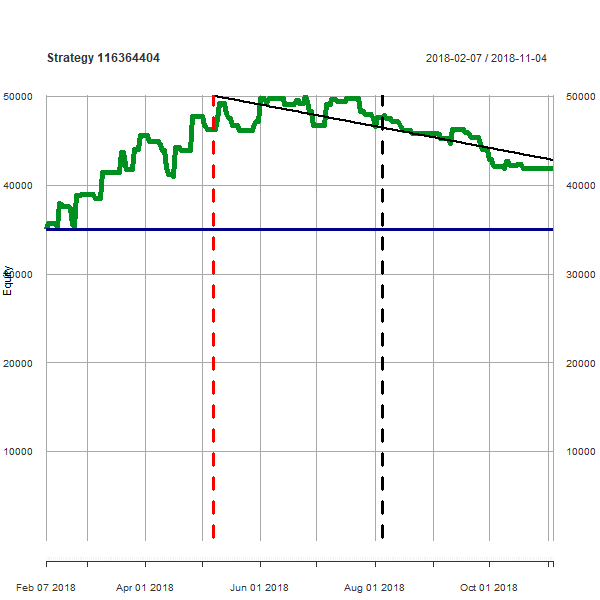 Strategy 116364404
2018-02-07 / 2018-11-04
50000 50000
40000 40000
30000 30000
20000 20000
10000 10000
Equity
Feb 07 2018 Apr 01 2018 Jun 01 2018 Aug 01 2018 Oct 01 2018